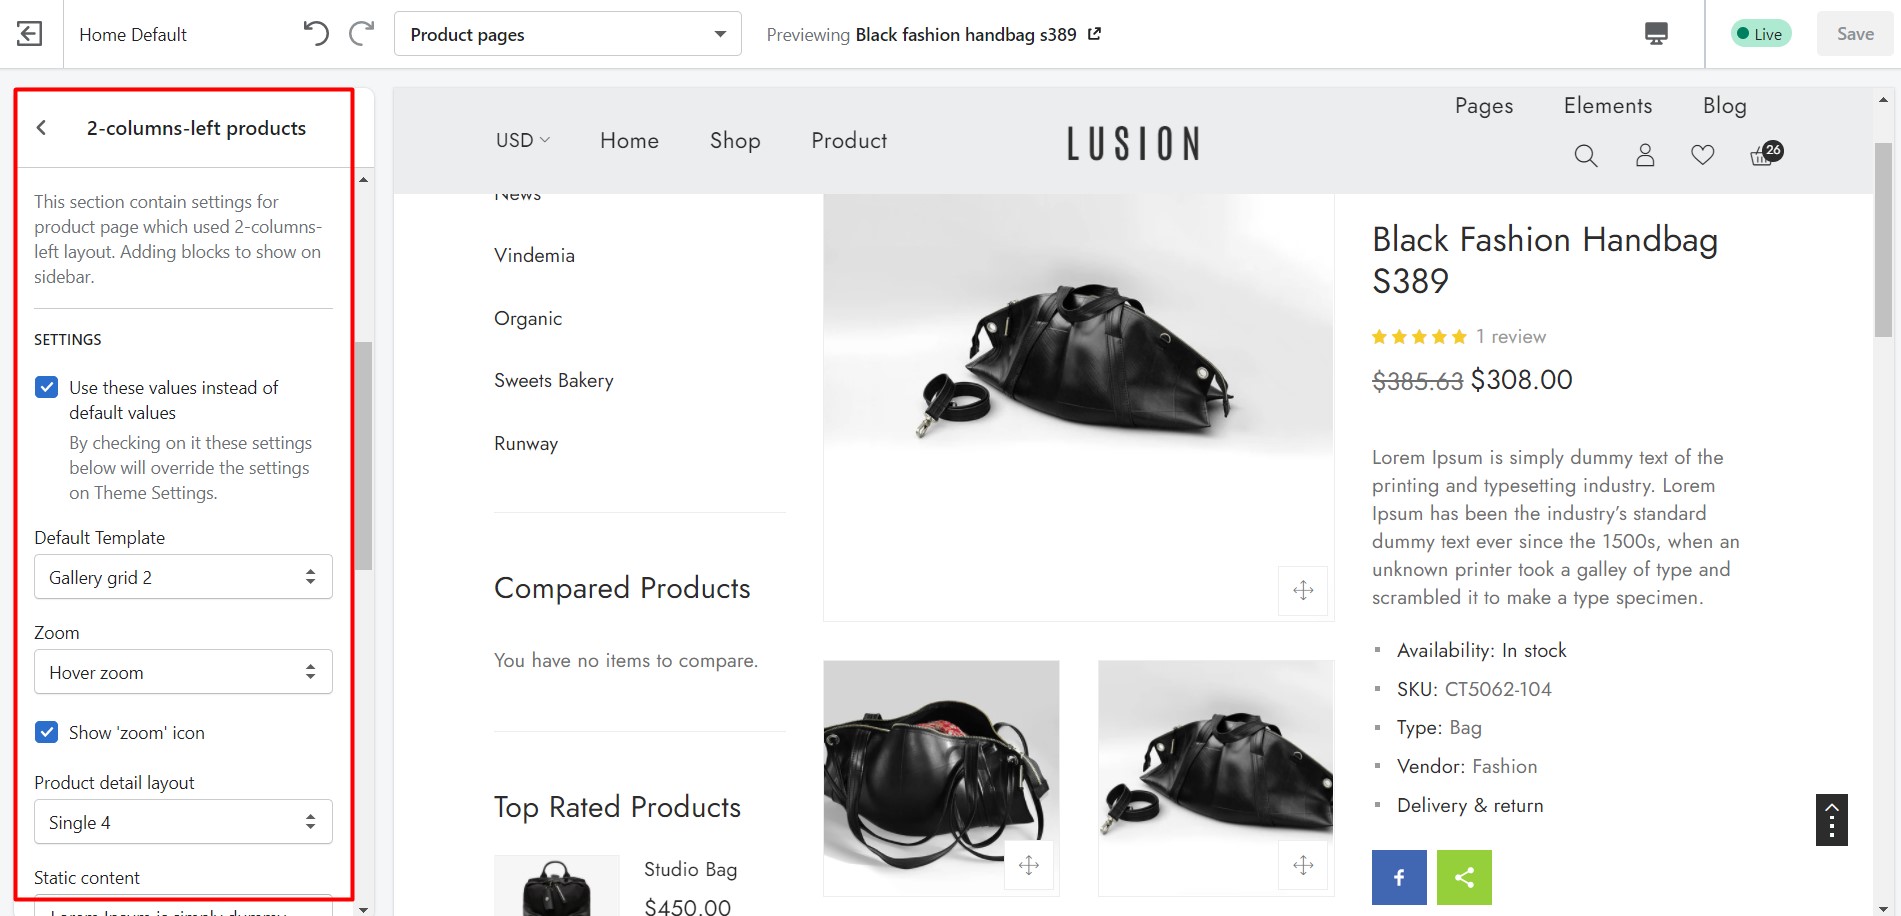 Home Default
Product pages
Previewing Black fashion handbag s389
Live
Save
2-columns-left products
This section contain settings for
product page which used 2-columns-
left layout. Adding blocks to show on
sidebar.
SETTINGS
Use these values instead of
default values
By checking on it these settings
below will override the settings
on Theme Settings.
Default Template
Gallery grid 2
Zoom
Hover zoom
Show 'zoom' icon
Product detail layout
Single 4
Static content
Lorem Ipsum is simply dummy
USD
Home
Shop
Product
LUSION
Pages
Elements
Blog
26
News
Vindemia
Organic
Sweets Bakery
Runway
Compared Products
You have no items to compare.
Top Rated Products
Studio Bag
$450.00
Black Fashion Handbag
S389
1 review
$385.63 $308.00
Lorem Ipsum is simply dummy text of the
printing and typesetting industry. Lorem
Ipsum has been the industry’s standard
dummy text ever since the 1500s, when an
unknown printer took a galley of type and
scrambled it to make a type specimen.
Availability: In stock
SKU: CT5062-104
Type: Bag
Vendor: Fashion
Delivery & return